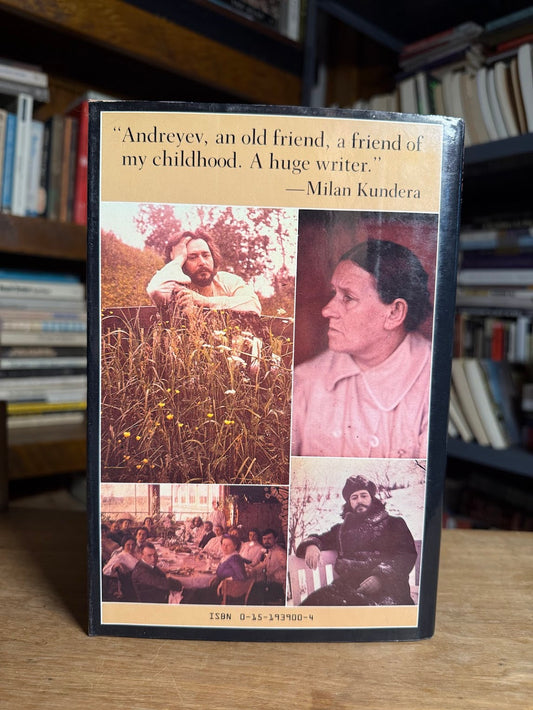 “Andreyev, an old friend, a friend of
my childhood. A huge writer.”
—Milan Kundera
ISBN 0-15-193900-4